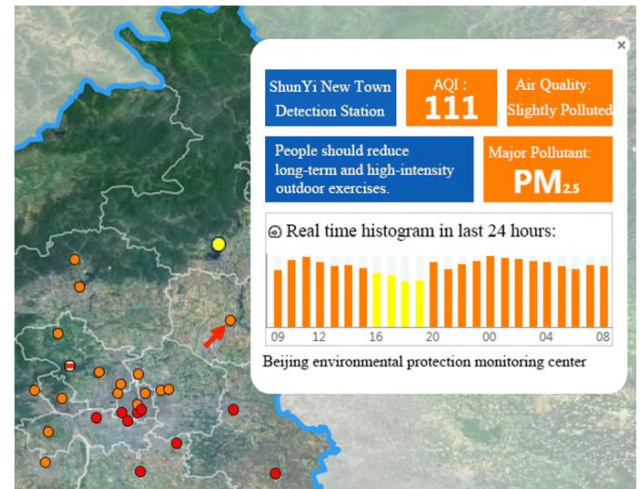 ShunYi New Town
Detection Station
AQI :
111
Air Quality:
Slightly Polluted
People should reduce
long-term and high-intensity
outdoor exercises.
Major Pollutant:
PM2.5
Real time histogram in last 24 hours:
09 12 16 20 00 04 08
Beijing environmental protection monitoring center